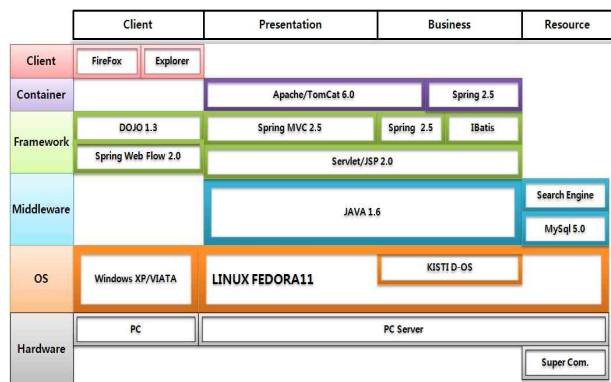 Client Presentation Business Resource
Client FireFox Explorer
Container Apache/TomCat 6.0 Spring 2.5
Framework DOJO 1.3 Spring MVC 2.5 Spring 2.5 IBatis
Spring Web Flow 2.0 Servlet/JSP 2.0
Middleware JAVA 1.6 Search Engine
MySql 5.0
OS Windows XP/VIATA LINUX FEDORA11 KISTI D-OS
Hardware PC PC Server
Super Com.